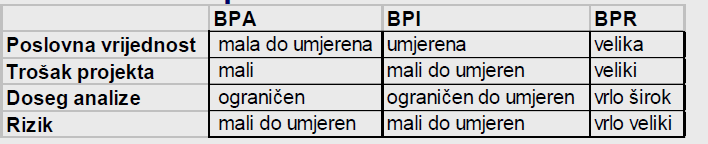 BPA BPI BPR
Poslovna vrijednost mala do umjerena umjerena velika
Trošak projekta mali mali do umjeren veliki
Doseg analize ograničen ograničen do umjeren vrlo širok
Rizik mali do umjeren mali do umjeren vrlo veliki